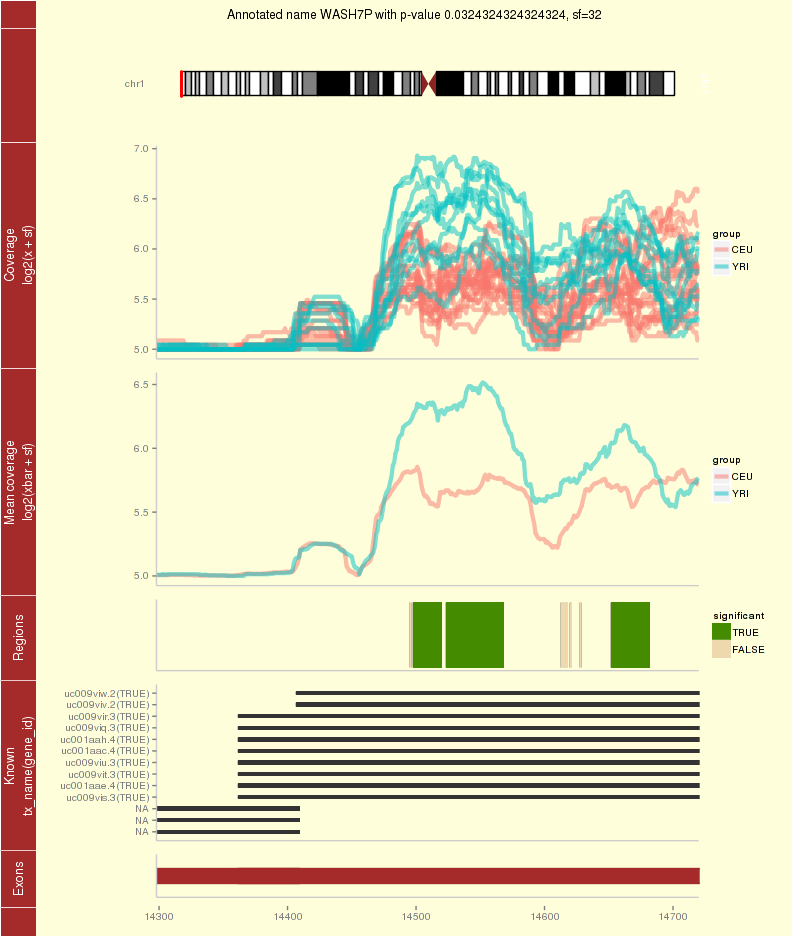 Annotated name WASH7P with p-value 0.0324324324324324, sf=32
chr1
Coverage
log2(x + sf)
7.0
6.5
6.0
5.5
5.0
group
CEU
YRI
Mean coverage
log2(xbar + sf)
6.5
6.0
5.5
5.0
group
CEU
YRI
Regions
significant
TRUE
FALSE
Known
tx_name(gene_id)
uc009viw.2(TRUE)
uc009viv.2(TRUE)
uc009vir.3(TRUE)
uc009viq.3(TRUE)
uc001aah.4(TRUE)
uc001aac.4(TRUE)
uc009viu.3(TRUE)
uc009vit.3(TRUE)
uc001aae.4(TRUE)
uc009vis.3(TRUE)
NA
NA
NA
Exons
14300
14400
14500
14600
14700